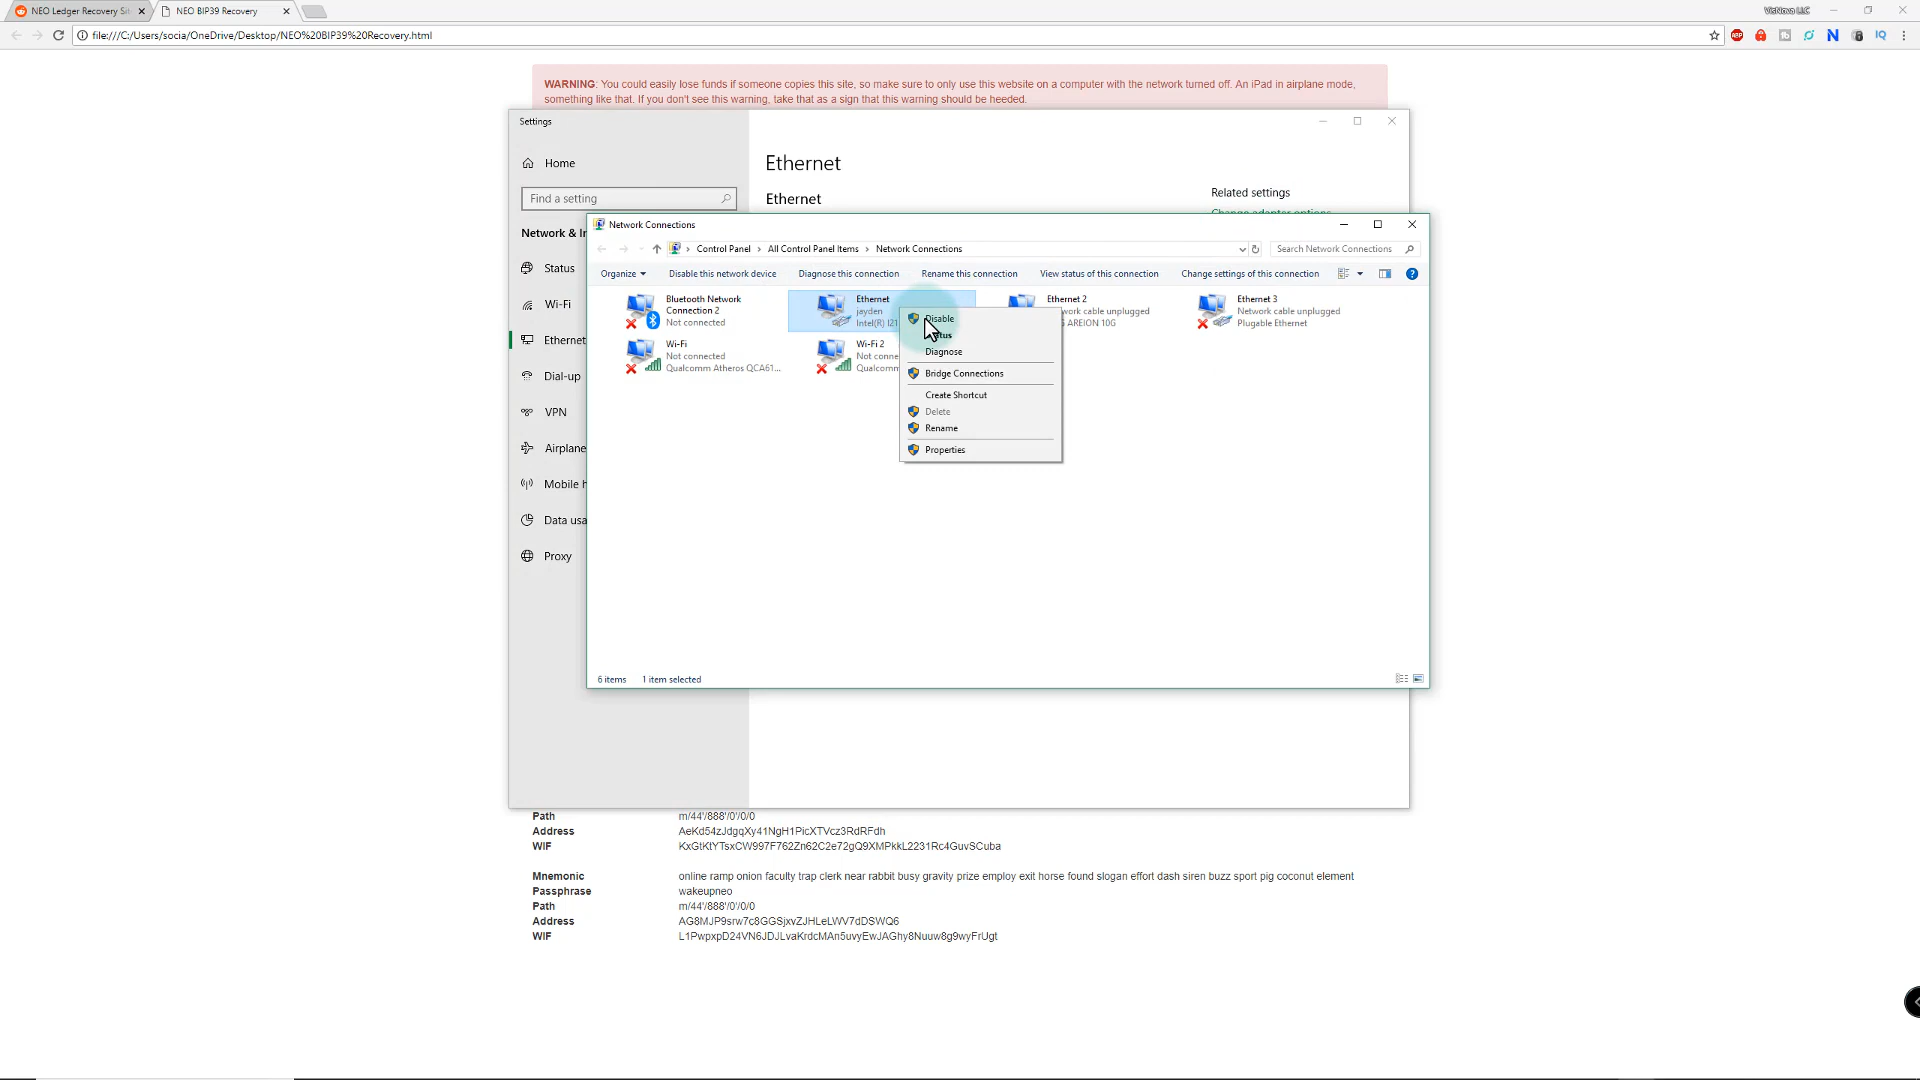 NEO Ledger Recovery Si
NEO BIP39 Recovery
VisNova LLC
file:///C:/Users/socia/OneDrive/Desktop/NEO%20BIP39%20Recovery.html
WARNING: You could easily lose funds if someone copies this site, so make sure to only use this website on a computer with the network turned off. An iPad in airplane mode,
something like that. If you don't see this warning, take that as a sign that this warning should be heeded.
Settings
Home
Find a setting
Network & In
Status
Wi-Fi
Ethernet
Dial-up
VPN
Airplane
Mobile h
Data usa
Proxy
Ethernet
Ethernet
Related settings
Change adapter options
Network Connections
Control Panel > All Control Panel Items > Network Connections
Search Network Connections
Organize
Disable this network device
Diagnose this connection
Rename this connection
View status of this connection
Change settings of this connection
Bluetooth Network
Connection 2
Not connected
Ethernet
jayden
Intel(R) I21
Ethernet 2
work cable unplugged
AREION 10G
Ethernet 3
Network cable unplugged
Plugable Ethernet
Wi-Fi
Not connected
Qualcomm Atheros QCA61...
Wi-Fi 2
Not conne
Qualcomm
Disable
tus
Diagnose
Bridge Connections
Create Shortcut
Delete
Rename
Properties
6 items
1 item selected
Path m/44'/888'/0'/0/0
Address AeKd54zJdgqXy41NgH1PicXTVcz3RdRFdh
WIF KxGtKtYTsxCW997F762Zn62C2e72gQ9XMPkkL2231Rc4GuvSCuba
Mnemonic online ramp onion faculty trap clerk near rabbit busy gravity prize employ exit horse found slogan effort dash siren buzz sport pig coconut element
Passphrase wakeupneo
Path m/44'/888'/0'/0/0
Address AG8MJP9srw7c8GGSjxvZJHLeLWV7dDSWQ6
WIF L1PwpxpD24VN6JDJLvaKrdcMAn5uvyEwJAGhy8Nuuw8g9wyFrUgt